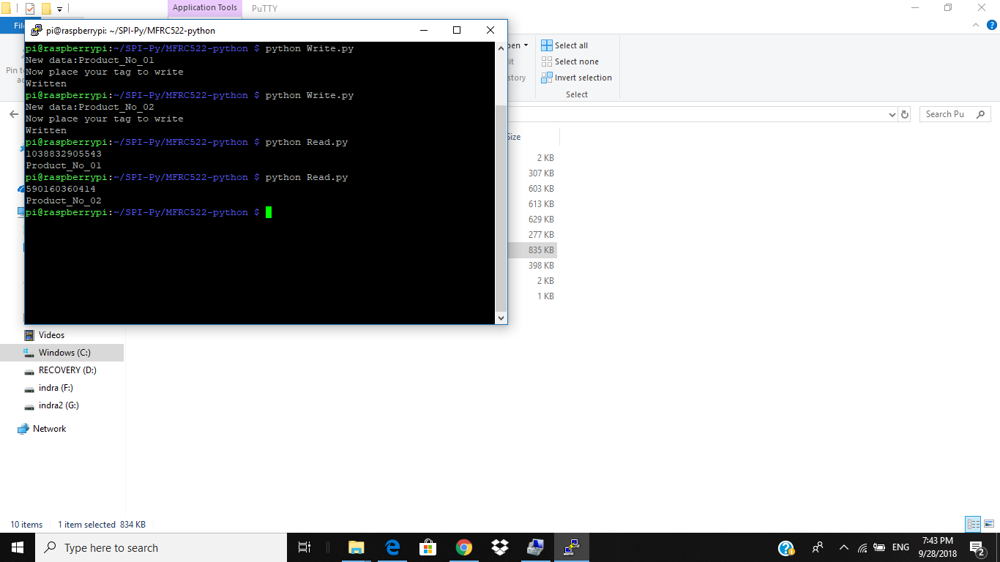 Application Tools PuTTY
Fil
pi@raspberrypi: ~/SPI-Py/MFRC522-python
pi@raspberrypi:~/SPI-Py/MFRC522-python $ python Write.py
New data:Product_No_01
Now place your tag to write
Written
pi@raspberrypi:~/SPI-Py/MFRC522-python $ python Write.py
New data:Product_No_02
Now place your tag to write
Written
pi@raspberrypi:~/SPI-Py/MFRC522-python $ python Read.py
1038832905543
Product_No_01
pi@raspberrypi:~/SPI-Py/MFRC522-python $ python Read.py
590160360414
Product_No_02
pi@raspberrypi:~/SPI-Py/MFRC522-python $
Pin t
ac
pen
it
story
Select all
Select none
Invert selection
Select
Search Pu
Size
2 KB
307 KB
603 KB
613 KB
629 KB
277 KB
835 KB
398 KB
2 KB
1 KB
Videos
Windows (C:)
RECOVERY (D:)
indra (F:)
indra2 (G:)
Network
10 items 1 item selected 834 KB
Type here to search
ENG
7:43 PM
9/28/2018
2